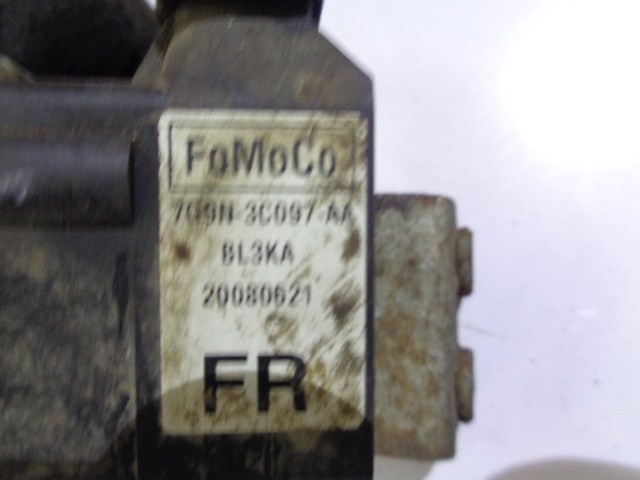 FoMoCo
7G9N-3C097-AA
BL3KA
20080621
FR